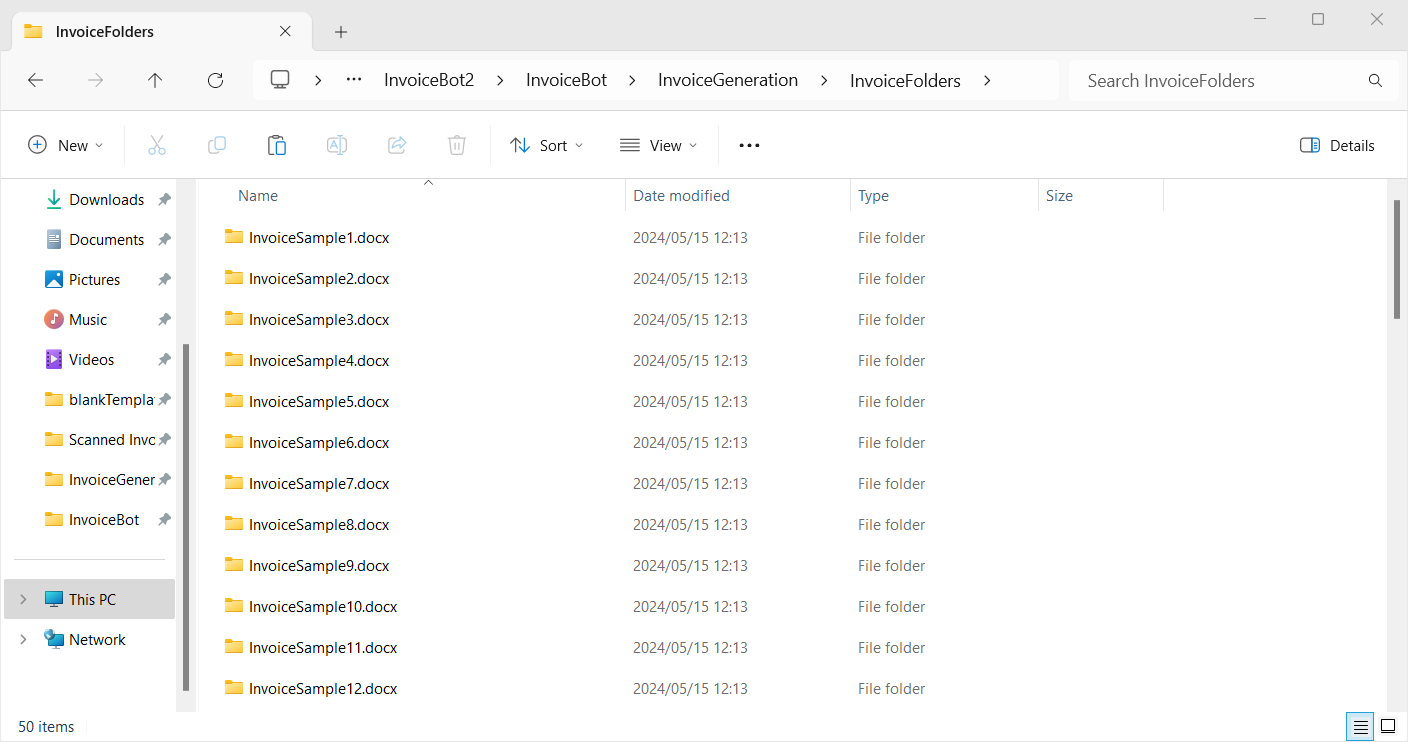 InvoiceFolders
InvoiceBot2 InvoiceBot InvoiceGeneration InvoiceFolders Search InvoiceFolders
New Sort View Details
Name Date modified Type Size
Downloads
Documents
Pictures
Music
Videos
blankTempla
Scanned Invo
InvoiceGener
InvoiceBot
This PC
Network
InvoiceSample1.docx 2024/05/15 12:13 File folder
InvoiceSample2.docx 2024/05/15 12:13 File folder
InvoiceSample3.docx 2024/05/15 12:13 File folder
InvoiceSample4.docx 2024/05/15 12:13 File folder
InvoiceSample5.docx 2024/05/15 12:13 File folder
InvoiceSample6.docx 2024/05/15 12:13 File folder
InvoiceSample7.docx 2024/05/15 12:13 File folder
InvoiceSample8.docx 2024/05/15 12:13 File folder
InvoiceSample9.docx 2024/05/15 12:13 File folder
InvoiceSample10.docx 2024/05/15 12:13 File folder
InvoiceSample11.docx 2024/05/15 12:13 File folder
InvoiceSample12.docx 2024/05/15 12:13 File folder
50 items